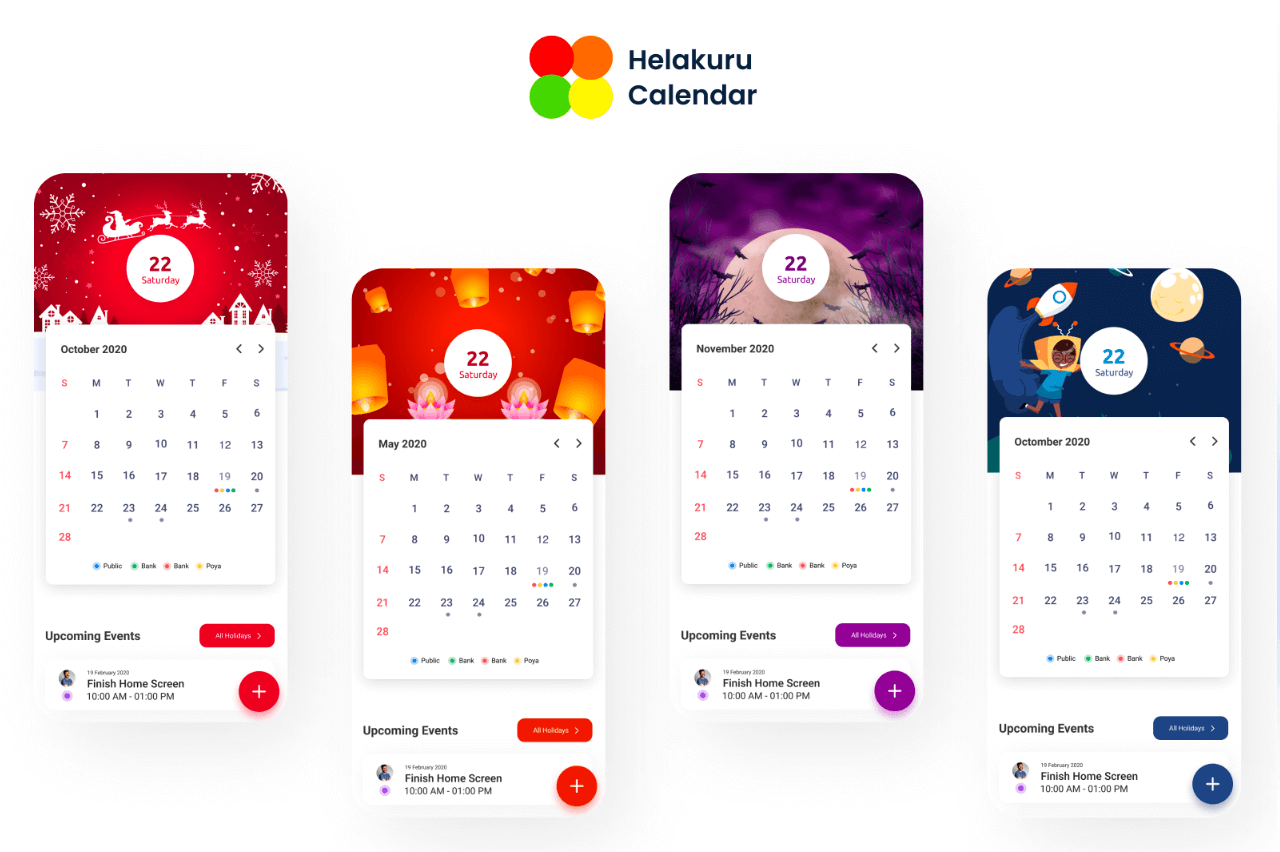 Helakuru
Calendar
22
Saturday
October 2020
S M T W T F S
1 2 3 4 5 6
7 8 9 10 11 12 13
14 15 16 17 18 19 20
21 22 23 24 25 26 27
28
Public Bank Bank Poya
Upcoming Events
All Holidays
19 February 2020
Finish Home Screen
10:00 AM - 01:00 PM
22
Saturday
May 2020
S M T W T F S
1 2 3 4 5 6
7 8 9 10 11 12 13
14 15 16 17 18 19 20
21 22 23 24 25 26 27
28
Public Bank Bank Poya
Upcoming Events
All Holidays
19 February 2020
Finish Home Screen
10:00 AM - 01:00 PM
22
Saturday
November 2020
S M T W T F S
1 2 3 4 5 6
7 8 9 10 11 12 13
14 15 16 17 18 19 20
21 22 23 24 25 26 27
28
Public Bank Bank Poya
Upcoming Events
All Holidays
19 February 2020
Finish Home Screen
10:00 AM - 01:00 PM
22
Saturday
Octomber 2020
S M T W T F S
1 2 3 4 5 6
7 8 9 10 11 12 13
14 15 16 17 18 19 20
21 22 23 24 25 26 27
28
Public Bank Bank Poya
Upcoming Events
All Holidays
19 February 2020
Finish Home Screen
10:00 AM - 01:00 PM